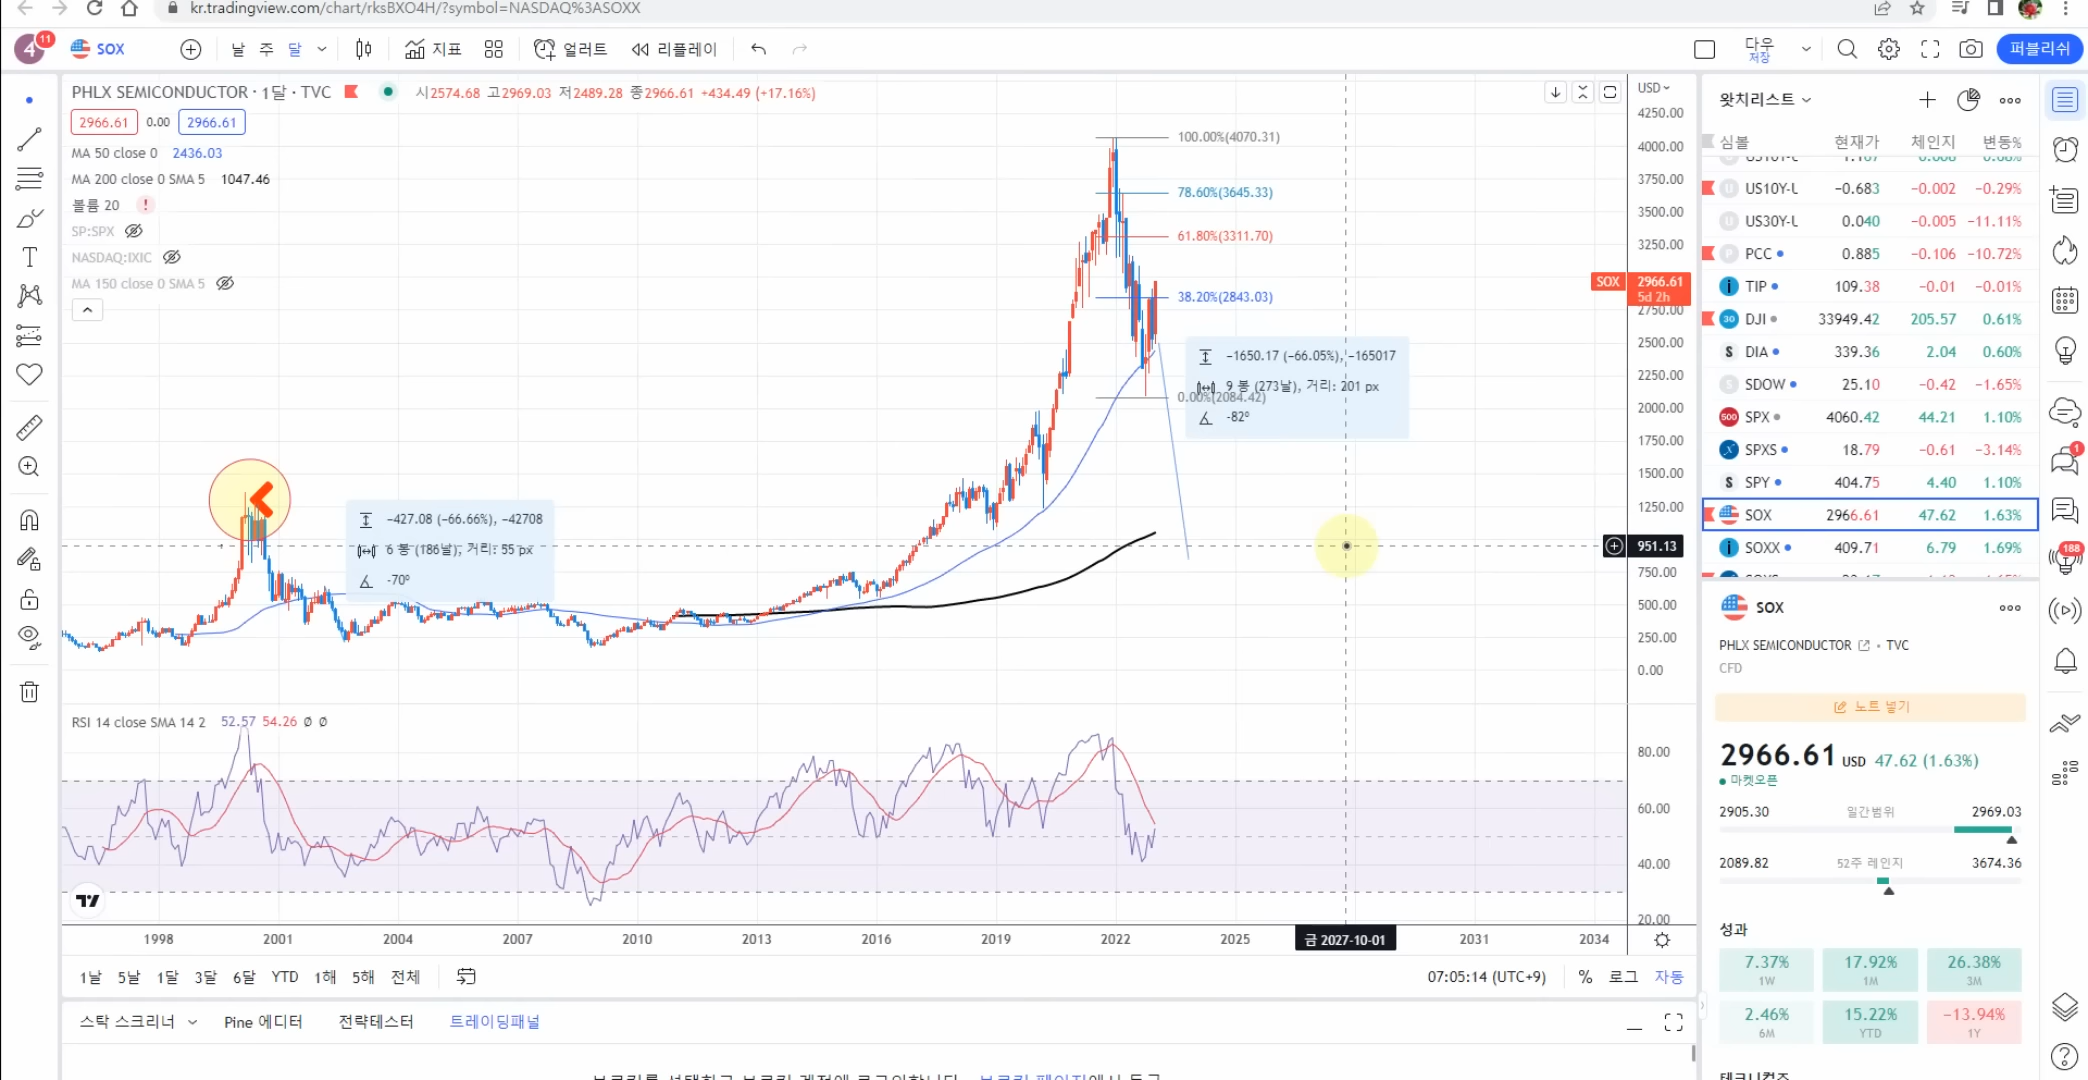 kr.tradingview.com/chart/rksBXO4H/?symbol=NASDAQ%3ASOXX
4 11 SOX 날 주 달 지표 얼러트 리플레이 다우 저장 퍼블리쉬
PHLX SEMICONDUCTOR · 1달 · TVC 시2574.68 고2969.03 저2489.28 종2966.61 +434.49 (+17.16%)
2966.61 0.00 2966.61
MA 50 close 0 2436.03
MA 200 close 0 SMA 5 1047.46
볼륨 20 !
SP:SPX
NASDAQ:IXIC
MA 150 close 0 SMA 5
100.00%(4070.31)
78.60%(3645.33)
61.80%(3311.70)
38.20%(2843.03)
0.00%(2084.42)
-1650.17 (-66.05%), -165017
9 봉 (273날), 거리: 201 px
-82º
-427.08 (-66.66%), -42708
6 봉 (186날), 거리: 55 px
-70º
USD
4250.00
4000.00
3750.00
3500.00
3250.00
SOX 2966.61
5d 2h
2750.00
2500.00
2250.00
2000.00
1750.00
1500.00
1250.00
951.13
750.00
500.00
250.00
0.00
RSI 14 close SMA 14 2 52.57 54.26 Ø Ø
80.00
60.00
40.00
20.00
1998 2001 2004 2007 2010 2013 2016 2019 2022 2025 금 2027-10-01 2031 2034
1날 5날 1달 3달 6달 YTD 1해 5해 전체 07:05:14 (UTC+9) % 로그 자동
스탁 스크리너 Pine 에디터 전략테스터 트레이딩패널
왓치리스트
심볼 현재가 체인지 변동%
US10Y-U -0.683 -0.002 -0.29%
US30Y-U 0.040 -0.005 -11.11%
PCC 0.885 -0.106 -10.72%
TIP 109.38 -0.01 -0.01%
30 DJI 33949.42 205.57 0.61%
DIA 339.36 2.04 0.60%
SDOW 25.10 -0.42 -1.65%
500 SPX 4060.42 44.21 1.10%
SPXS 18.79 -0.61 -3.14%
SPY 404.75 4.40 1.10%
SOX 2966.61 47.62 1.63%
SOXX 409.71 6.79 1.69%
SOX
PHLX SEMICONDUCTOR · TVC
CFD
노트 넣기
2966.61 USD 47.62 (1.63%)
마켓오픈
2905.30 일간범위 2969.03
2089.82 52주 레인지 3674.36
성과
7.37% 17.92% 26.38%
1W 1M 3M
2.46% 15.22% -13.94%
6M YTD 1Y
1
188